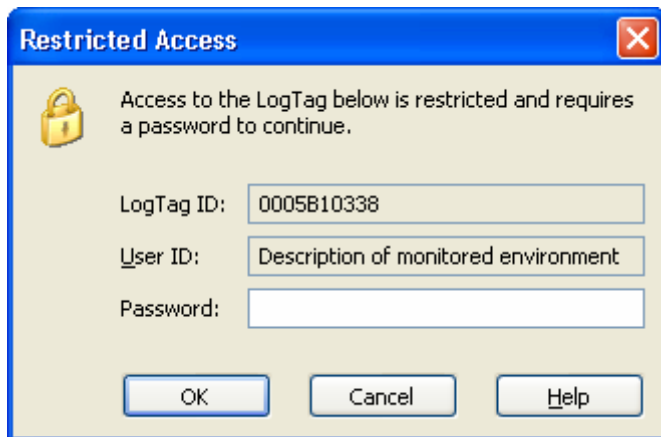 Restricted Access
Access to the LogTag below is restricted and requires
a password to continue.
LogTag ID: 0005B10338
User ID: Description of monitored environment
Password:
OK Cancel Help